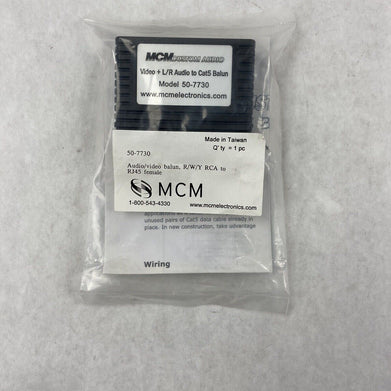 MCM CUSTOM AUDIO
Video + L/R Audio to Cat5 Balun
Model 50-7730
www.mcmelectronics.com
Made in Taiwan
50-7730
Q'ty = 1 pc
Audio/video balun, R/W/Y RCA to
RJ45 female
MCM
1-800-543-4330
www.mcmelectronics.com
unused pairs of Cat5 data cable already in
place. In new construction, take advantage
Wiring